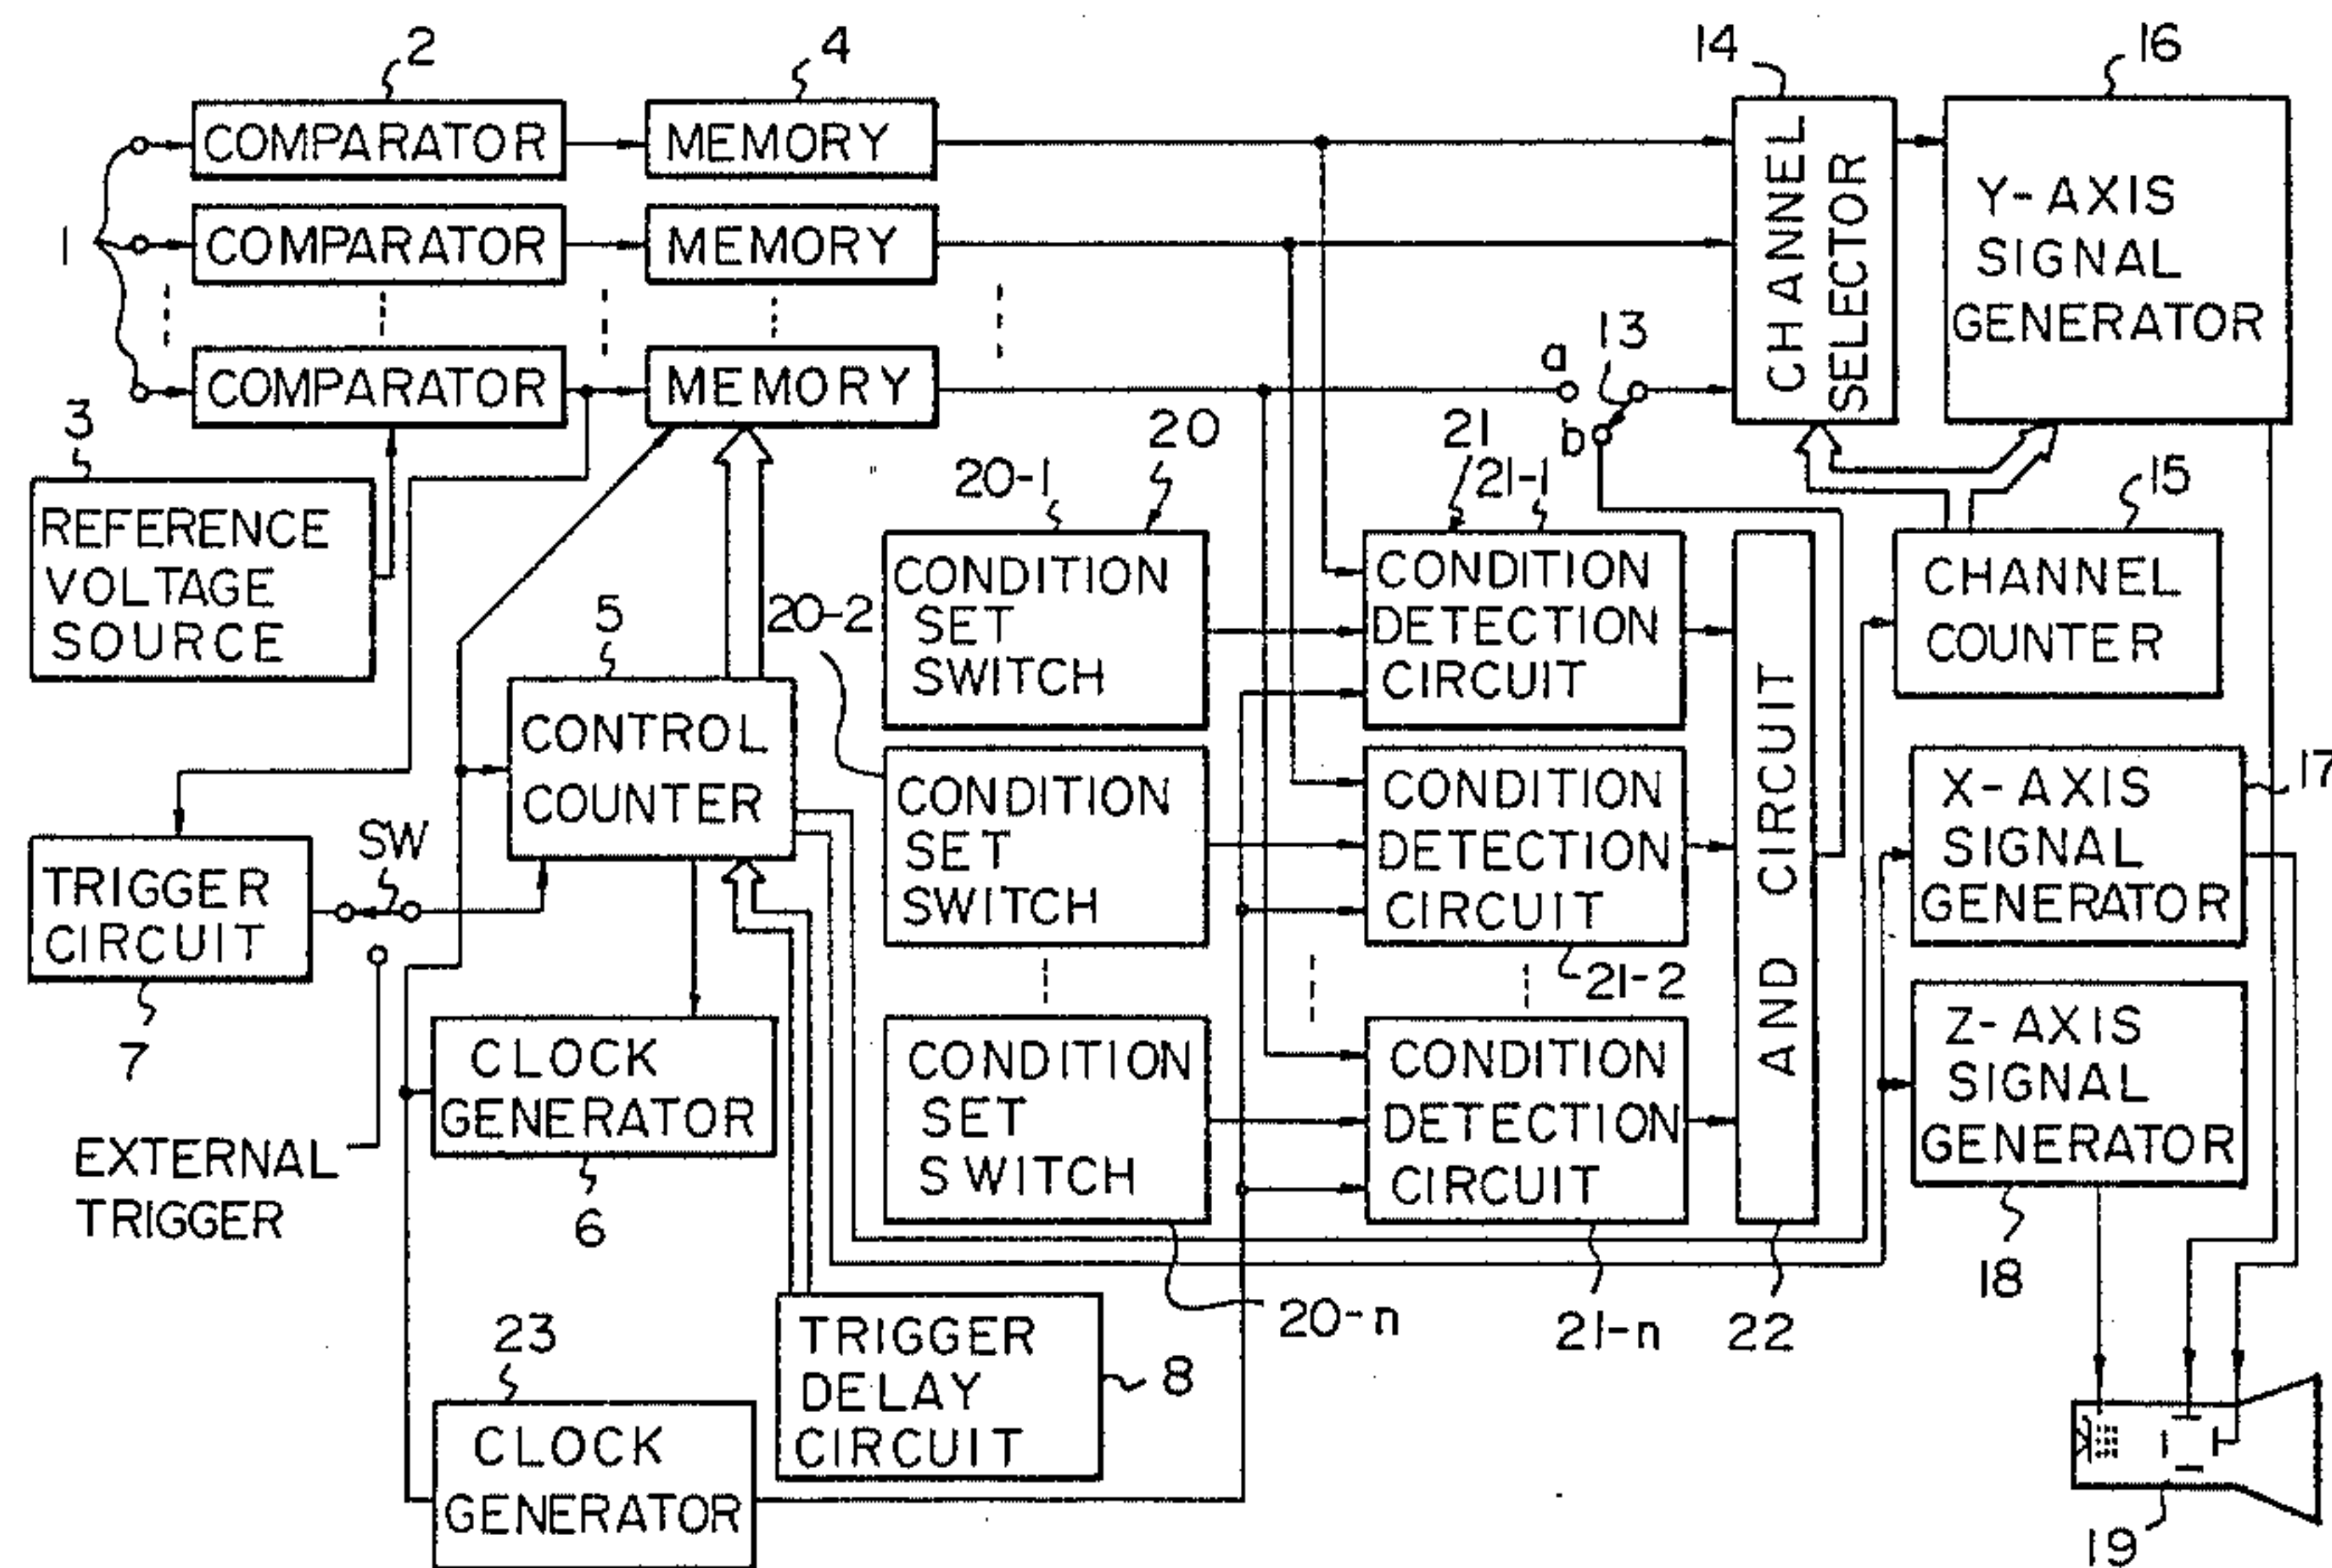 2
4
14
16
COMPARATOR
MEMORY
CHANNEL
SELECTOR
Y-AXIS
SIGNAL
GENERATOR
1
COMPARATOR
MEMORY
13
a
b
COMPARATOR
MEMORY
3
REFERENCE
VOLTAGE
SOURCE
20
20-1
21
21-1
15
CONDITION
SET
SWITCH
CONDITION
DETECTION
CIRCUIT
CHANNEL
COUNTER
20-2
5
CONTROL
COUNTER
AND CIRCUIT
CONDITION
SET
SWITCH
CONDITION
DETECTION
CIRCUIT
21-2
17
X-AXIS
SIGNAL
GENERATOR
SW
TRIGGER
CIRCUIT
7
CLOCK
GENERATOR
6
EXTERNAL
TRIGGER
CONDITION
SET
SWITCH
CONDITION
DETECTION
CIRCUIT
Z-AXIS
SIGNAL
GENERATOR
18
20-n
21-n
22
23
TRIGGER
DELAY
CIRCUIT
8
CLOCK
GENERATOR
19